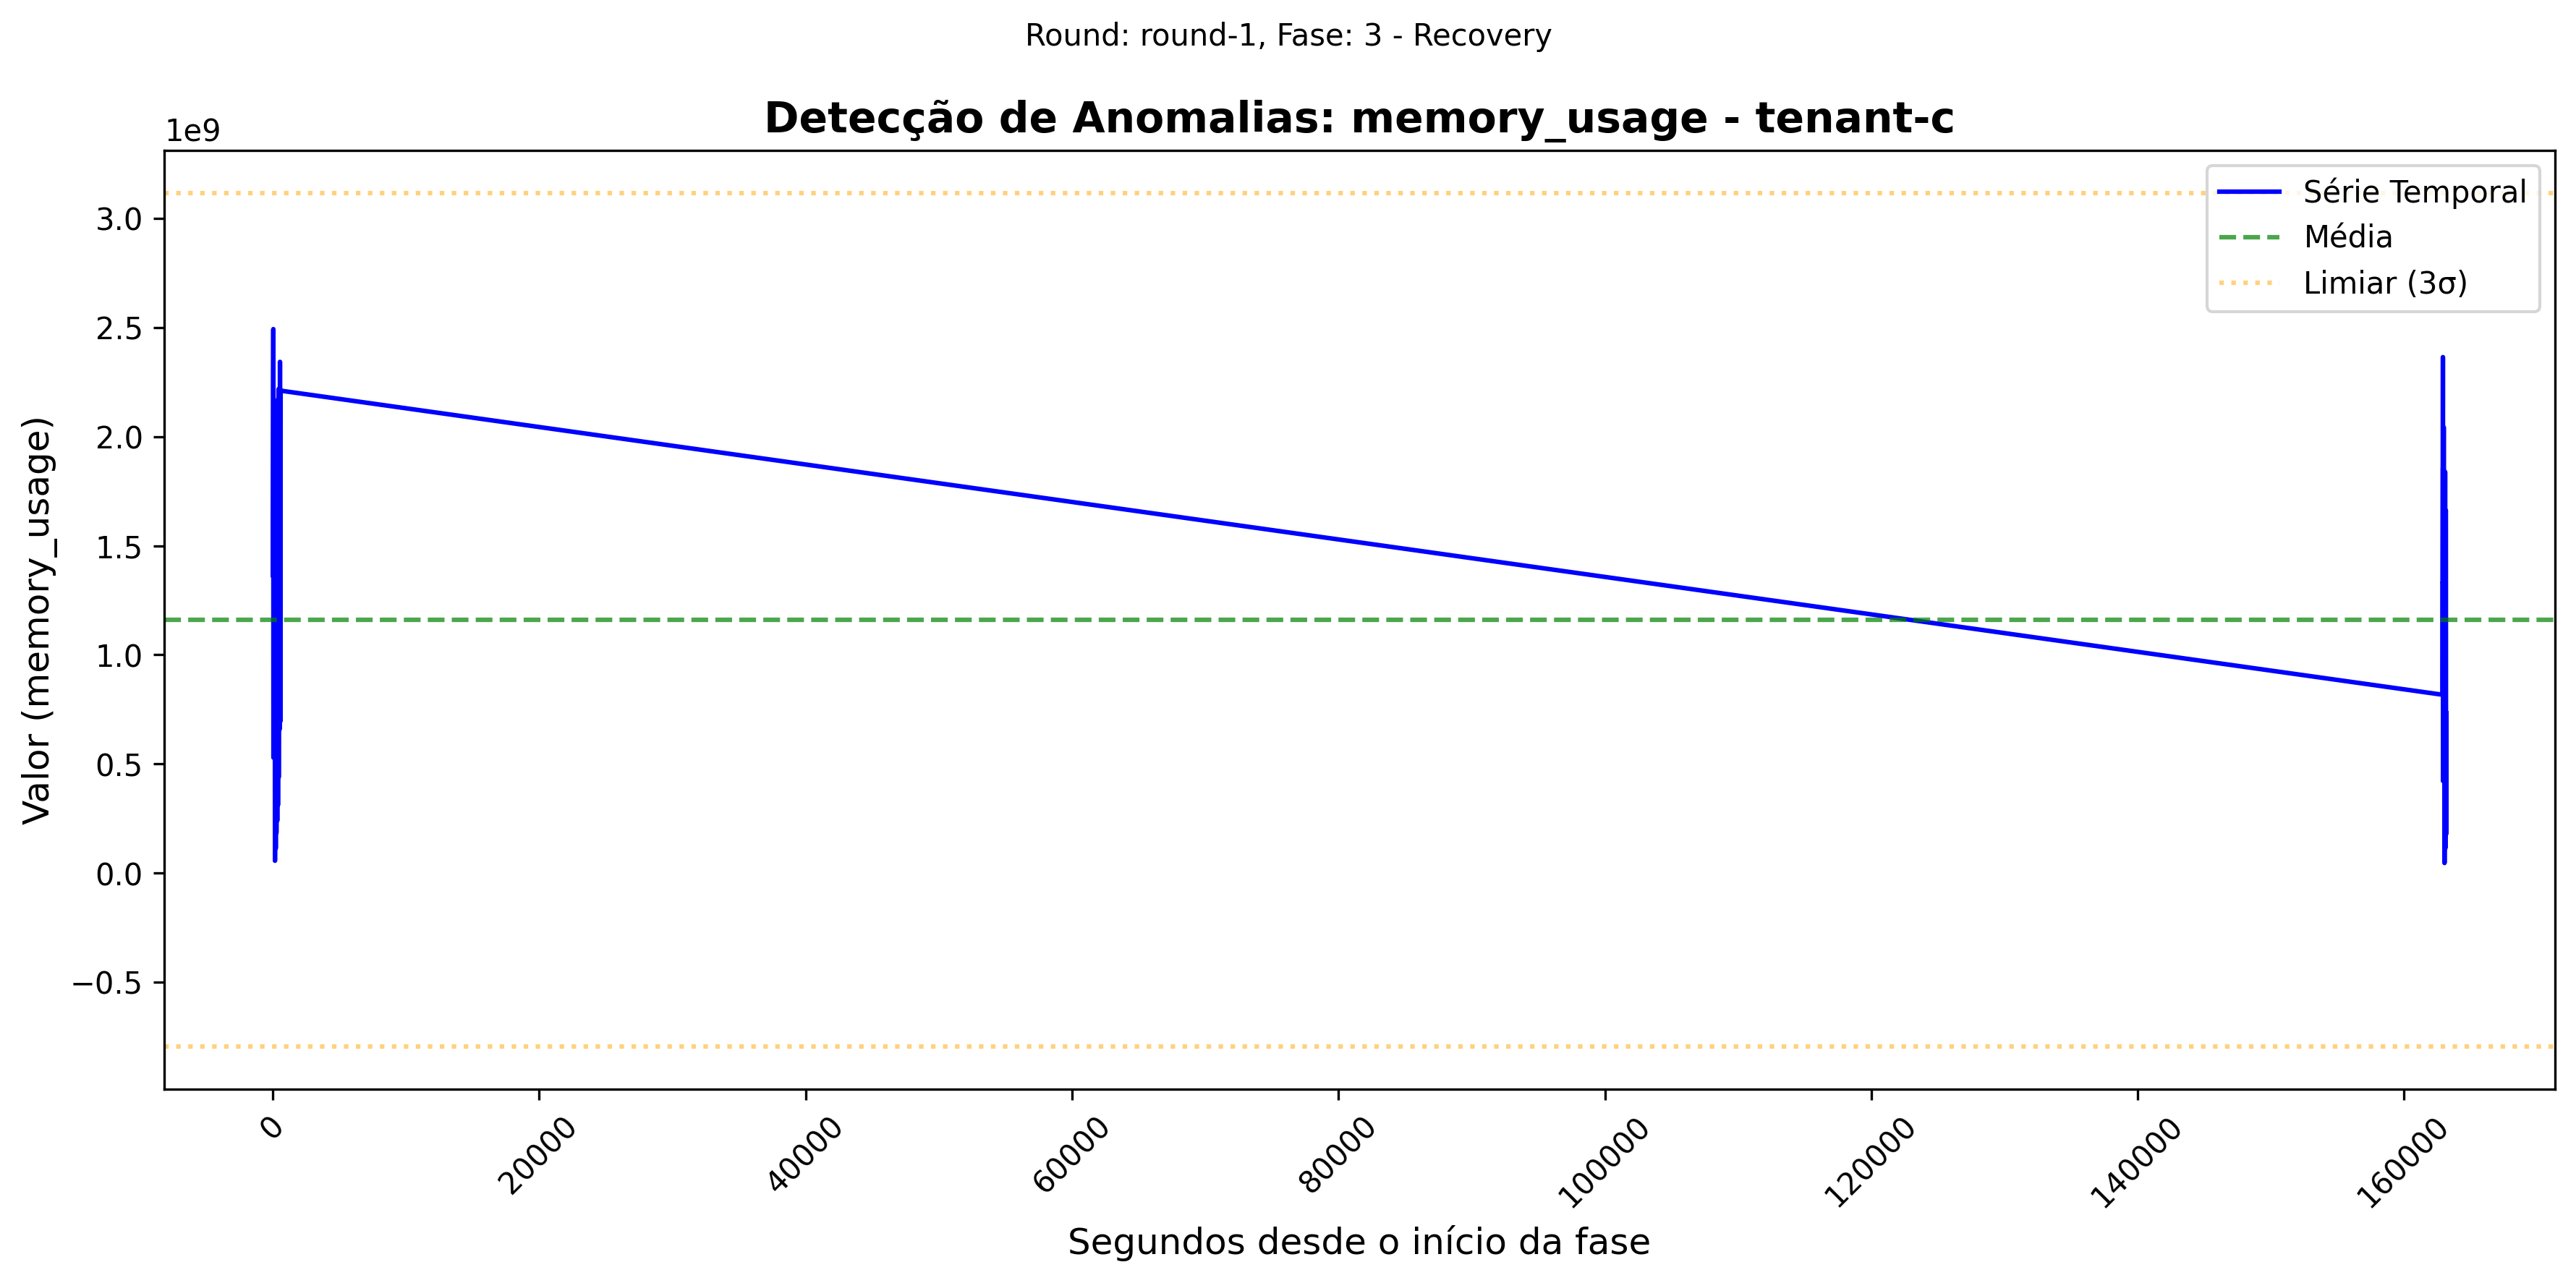 Round: round-1, Fase: 3 - Recovery
Detecção de Anomalias: memory_usage - tenant-c
1e9
Série Temporal
Média
Limiar (3σ)
3.0
2.5
2.0
1.5
1.0
0.5
0.0
−0.5
Valor (memory_usage)
0
20000
40000
60000
80000
100000
120000
140000
160000
Segundos desde o início da fase